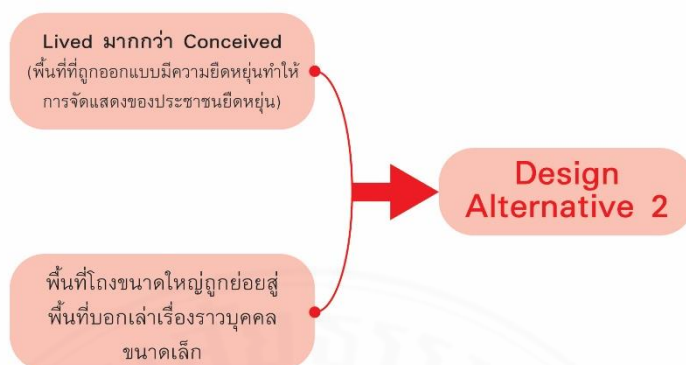 Lived มากกว่า Conceived
(พื้นที่ที่ถูกออกแบบมีความยืดหยุ่นทำให้
การจัดแสดงของประชาชนยืดหยุ่น)
Design
Alternative 2
พื้นที่โถงขนาดใหญ่ถูกย่อยสู่
พื้นที่บอกเล่าเรื่องราวบุคคล
ขนาดเล็ก